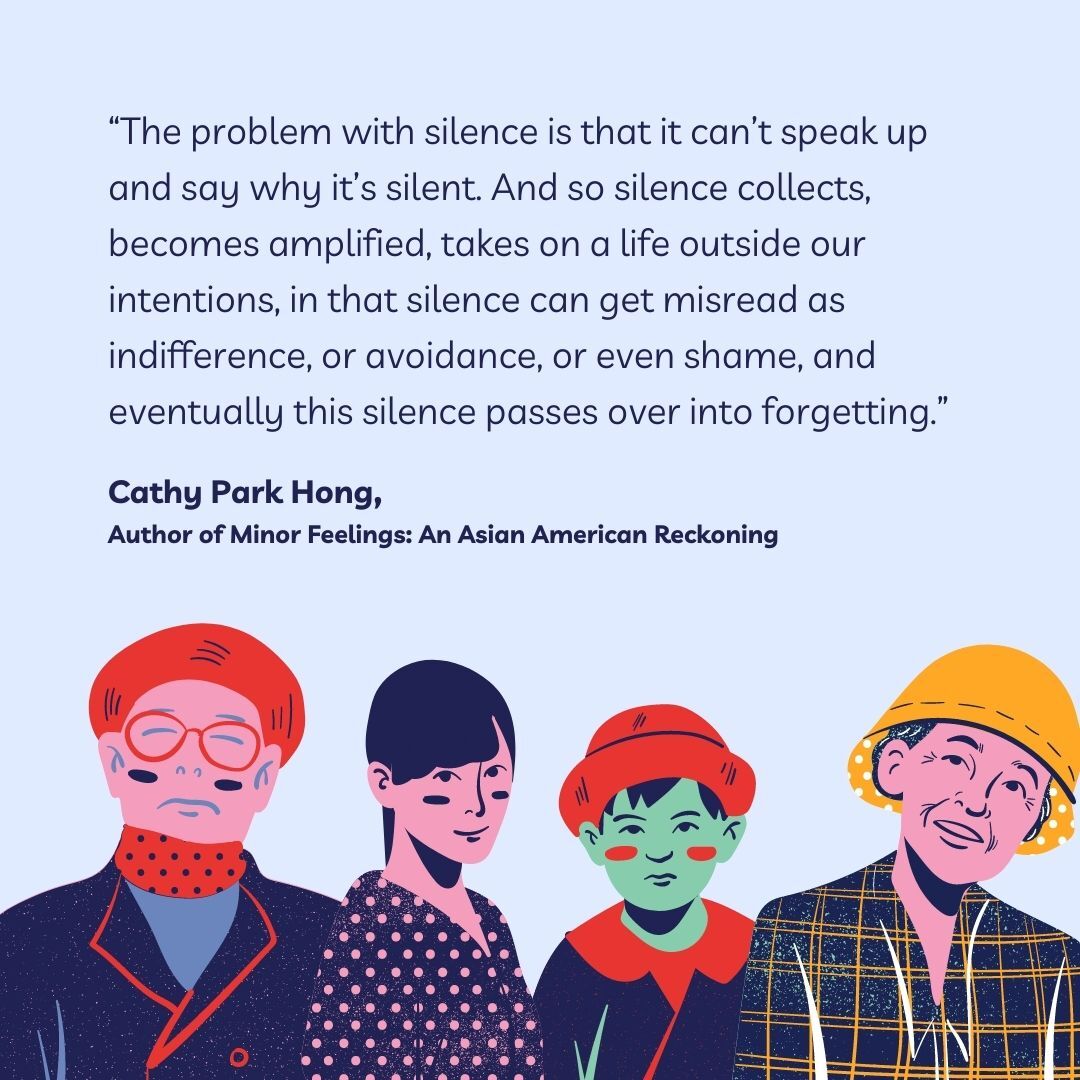 “The problem with silence is that it can’t speak up
and say why it’s silent. And so silence collects,
becomes amplified, takes on a life outside our
intentions, in that silence can get misread as
indifference, or avoidance, or even shame, and
eventually this silence passes over into forgetting.”
Cathy Park Hong,
Author of Minor Feelings: An Asian American Reckoning